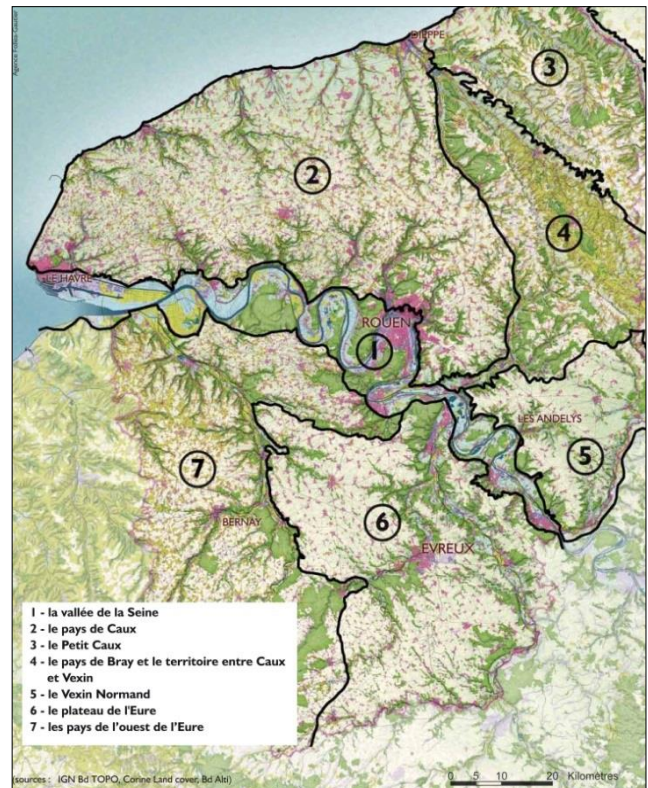 Agence Folléa-Gautier
DIEPPE
3
2
4
LE HAVRE
ROUEN
1
LES ANDELYS
5
7
6
BERNAY
EVREUX
1 - la vallée de la Seine
2 - le pays de Caux
3 - le Petit Caux
4 - le pays de Bray et le territoire entre Caux
et Vexin
5 - le Vexin Normand
6 - le plateau de l'Eure
7 - les pays de l'ouest de l'Eure
(sources : IGN Bd TOPO, Corine Land cover, Bd Alti)
0 5 10 20 Kilomètres